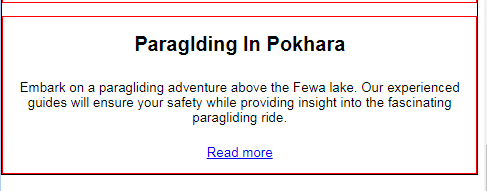 Paraglding In Pokhara
Embark on a paragliding adventure above the Fewa lake. Our experienced
guides will ensure your safety while providing insight into the fascinating
paragliding ride.
Read more